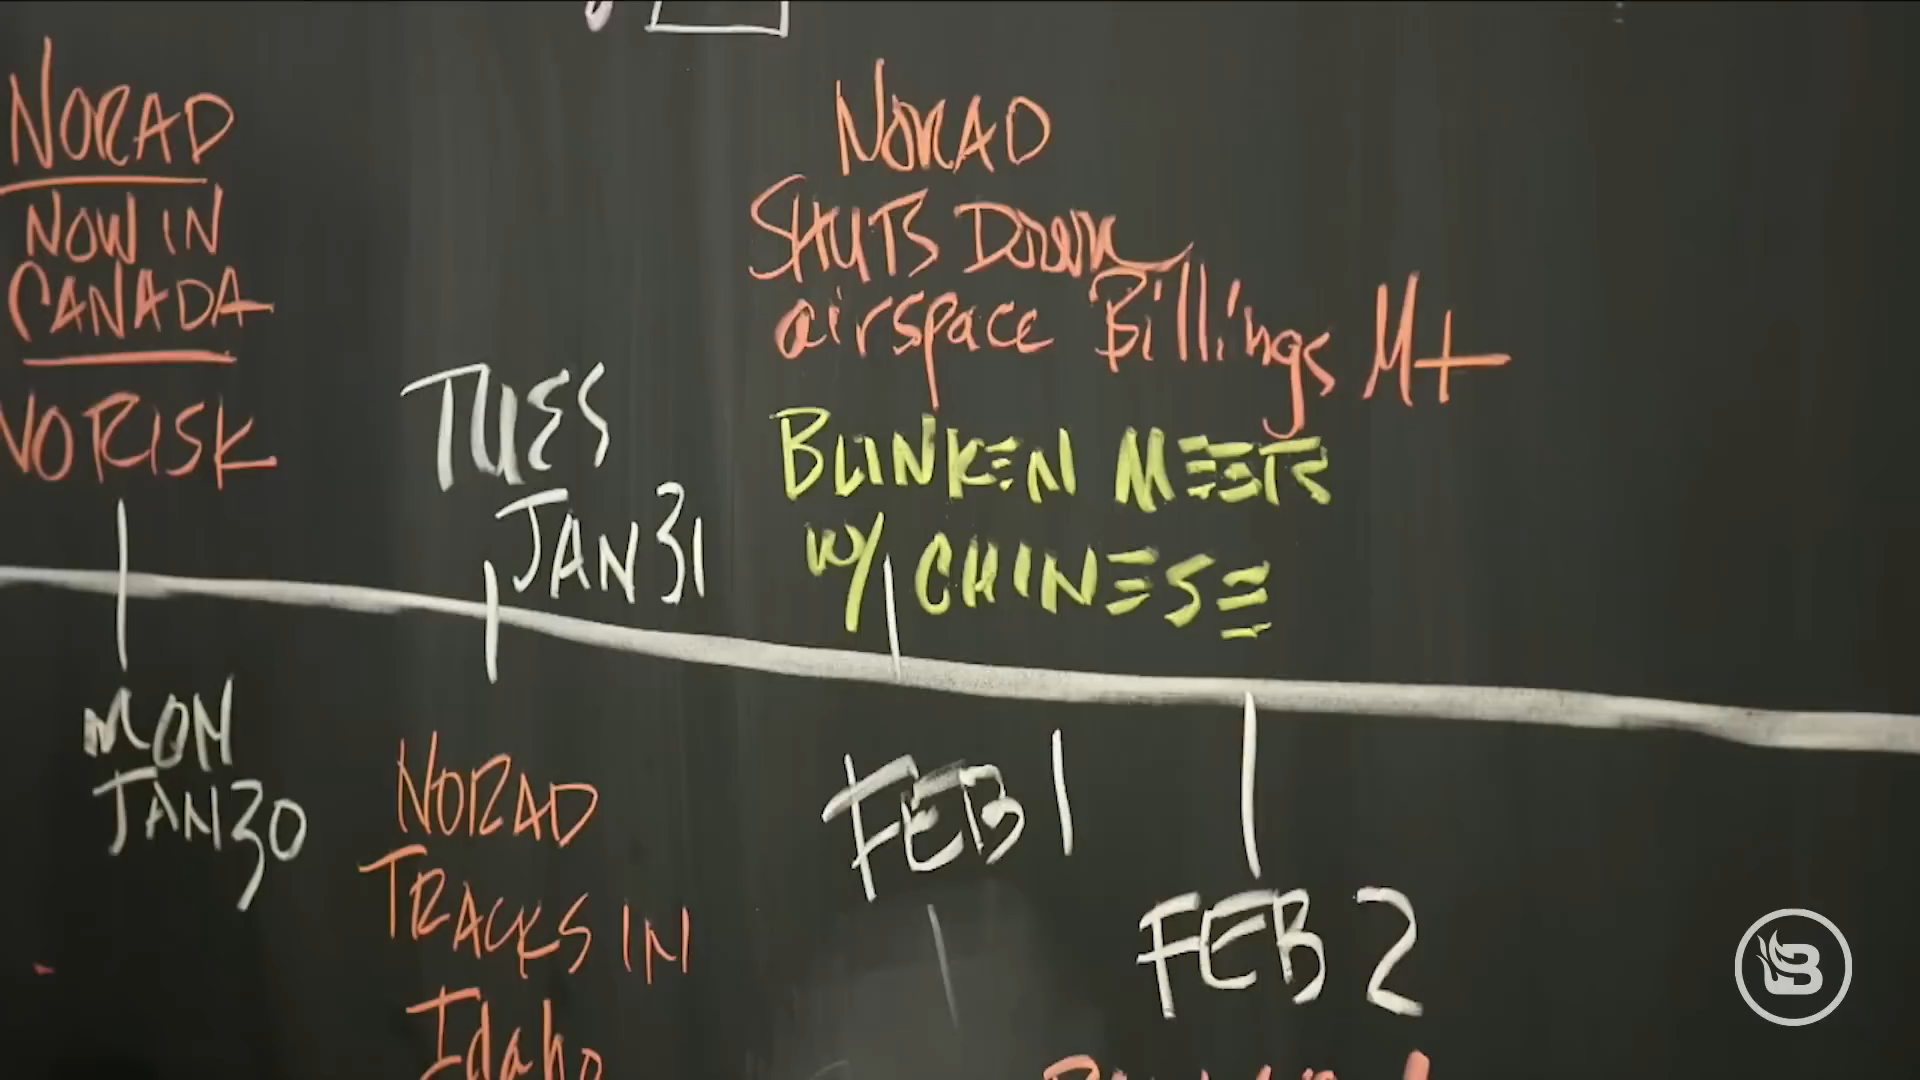 NORAD
NOW IN
CANADA
NO RISK
MON
JAN 30
TUES
JAN 31
NORAD
TRACKS IN
Idaho
NORAD
SHUTS DOWN
airspace Billings MT
BLINKEN MEETS
W/ CHINESE
FEB 1
FEB 2
B